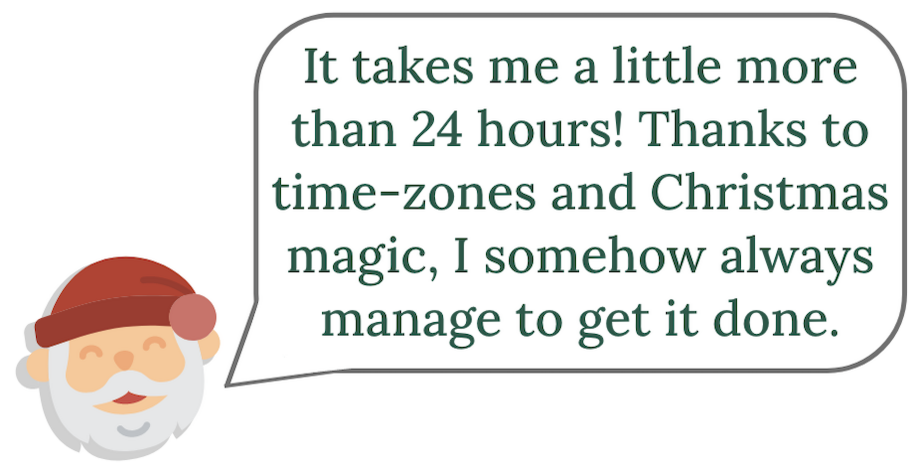 It takes me a little more
than 24 hours! Thanks to
time-zones and Christmas
magic, I somehow always
manage to get it done.